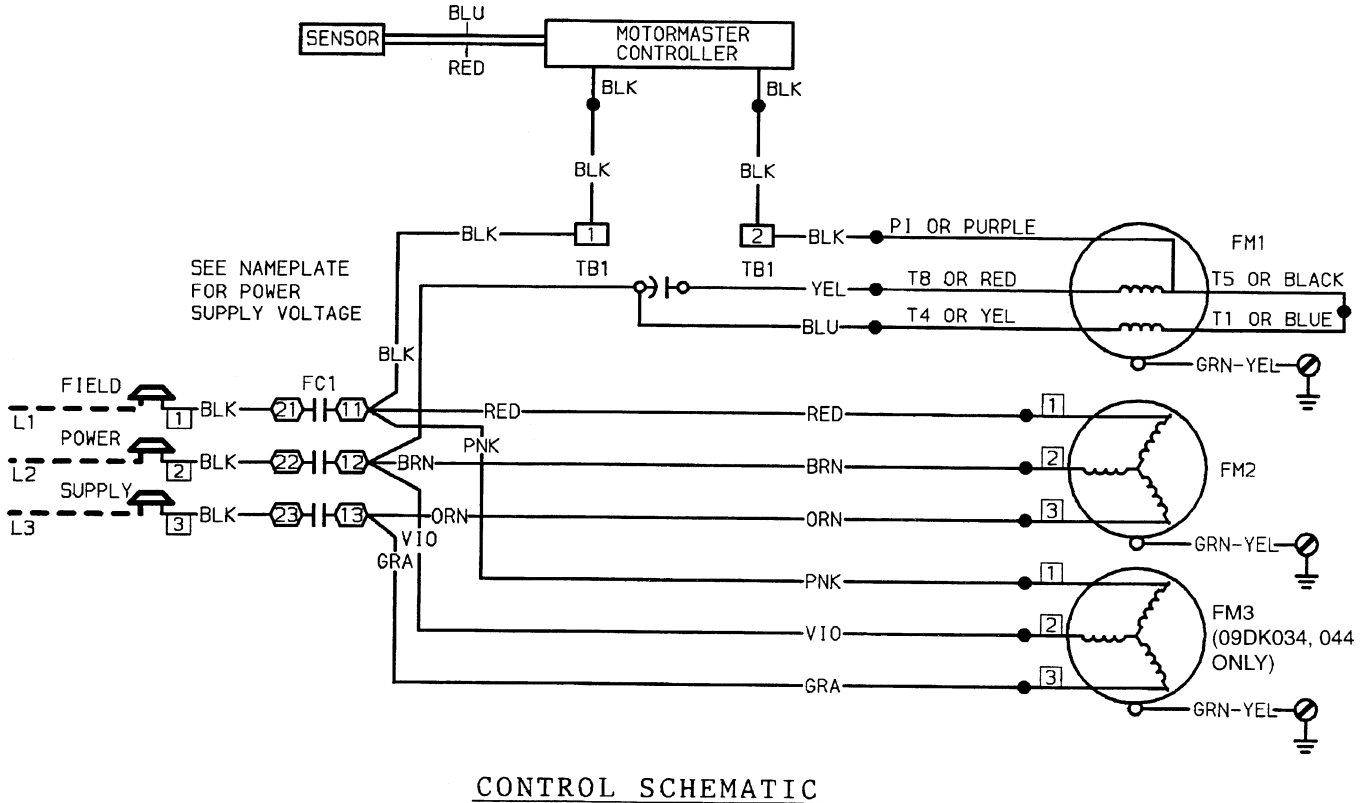 BLU
SENSOR
RED
MOTORMASTER
CONTROLLER
BLK
BLK
BLK
BLK
BLK
1
2
BLK
PI OR PURPLE
TB1
TB1
FM1
SEE NAMEPLATE
FOR POWER
SUPPLY VOLTAGE
YEL
T8 OR RED
T5 OR BLACK
BLU
T4 OR YEL
T1 OR BLUE
BLK
GRN-YEL
FIELD
FC1
L1
1
BLK
21
11
RED
RED
1
POWER
PNK
L2
2
BLK
22
12
BRN
BRN
2
FM2
SUPPLY
L3
3
BLK
23
13
ORN
ORN
3
VIO
GRA
GRN-YEL
PNK
1
VIO
2
FM3
(09DK034, 044
ONLY)
GRA
3
GRN-YEL
CONTROL SCHEMATIC